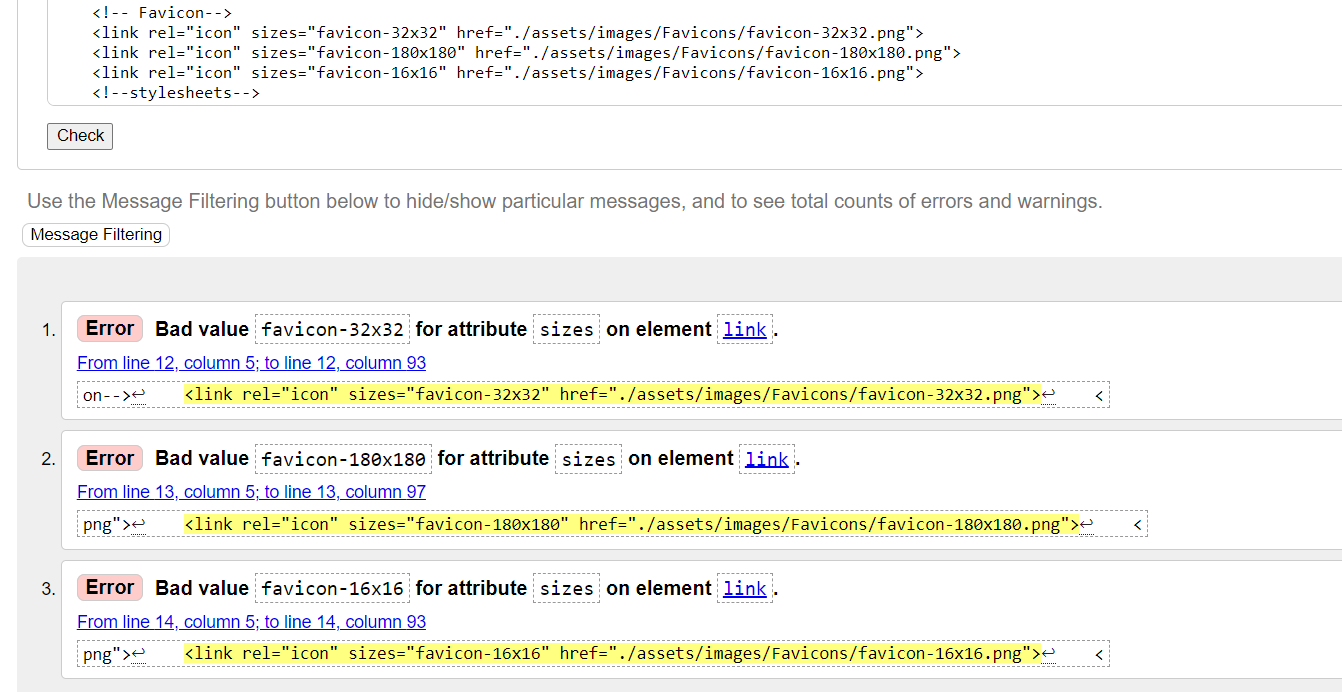 <!-- Favicon-->
<link rel="icon" sizes="favicon-32x32" href="./assets/images/Favicons/favicon-32x32.png">
<link rel="icon" sizes="favicon-180x180" href="./assets/images/Favicons/favicon-180x180.png">
<link rel="icon" sizes="favicon-16x16" href="./assets/images/Favicons/favicon-16x16.png">
<!--stylesheets-->
Check
Use the Message Filtering button below to hide/show particular messages, and to see total counts of errors and warnings.
Message Filtering
1. Error Bad value favicon-32x32 for attribute sizes on element link.
From line 12, column 5; to line 12, column 93
on-->↩ <link rel="icon" sizes="favicon-32x32" href="./assets/images/Favicons/favicon-32x32.png">↩ <
2. Error Bad value favicon-180x180 for attribute sizes on element link.
From line 13, column 5; to line 13, column 97
png">↩ <link rel="icon" sizes="favicon-180x180" href="./assets/images/Favicons/favicon-180x180.png">↩ <
3. Error Bad value favicon-16x16 for attribute sizes on element link.
From line 14, column 5; to line 14, column 93
png">↩ <link rel="icon" sizes="favicon-16x16" href="./assets/images/Favicons/favicon-16x16.png">↩ <